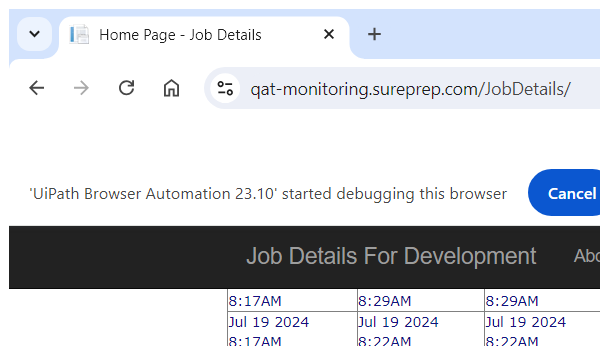 Home Page - Job Details
qat-monitoring.sureprep.com/JobDetails/
'UiPath Browser Automation 23.10' started debugging this browser Cancel
Job Details For Development Abo
8:17AM 8:29AM 8:29AM
Jul 19 2024 Jul 19 2024 Jul 19 2024
8:17AM 8:22AM 8:22AM